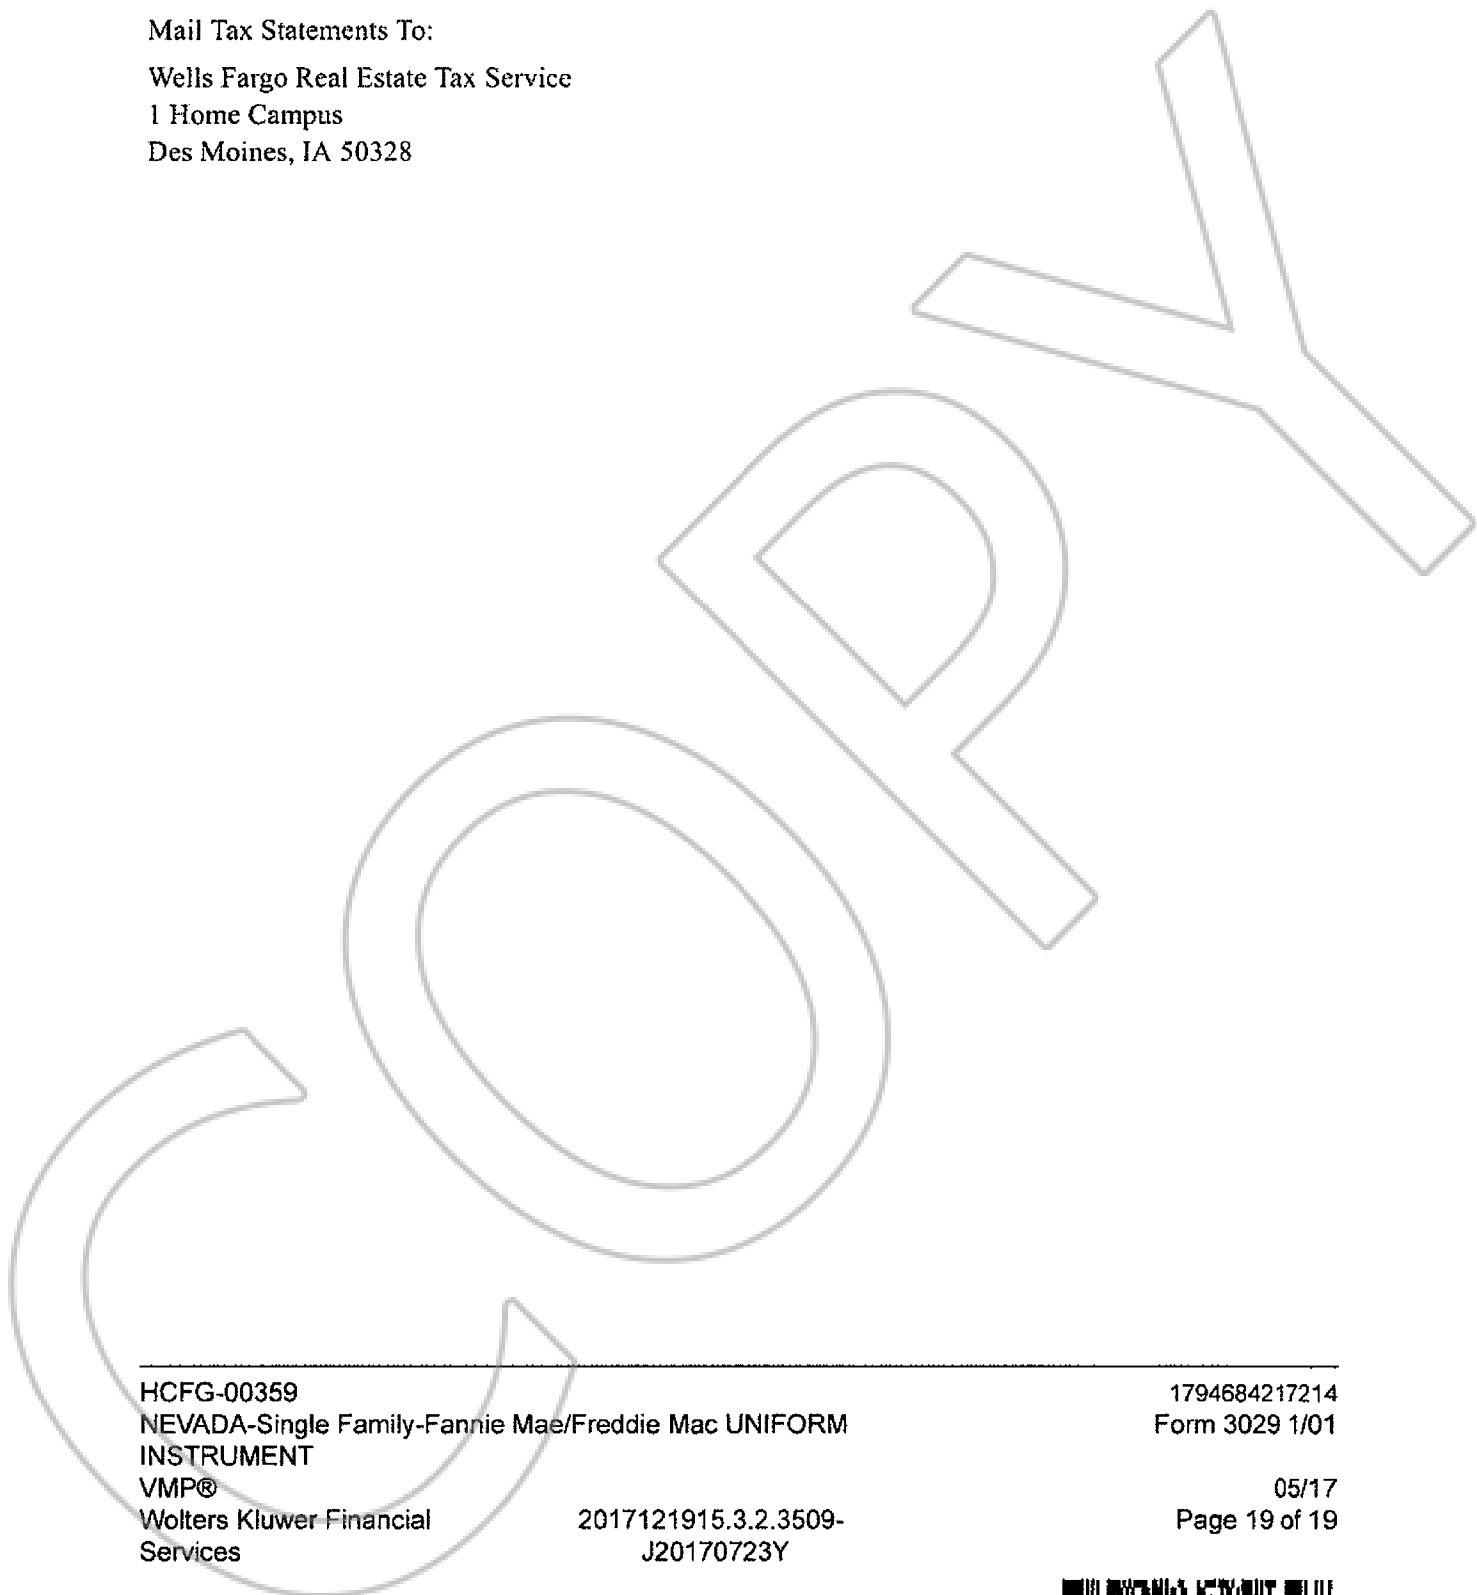 Mail Tax Statements To:
Wells Fargo Real Estate Tax Service
1 Home Campus
Des Moines, IA 50328
COPY
HCFG-00359 1794684217214
NEVADA-Single Family-Fannie Mae/Freddie Mac UNIFORM Form 3029 1/01
INSTRUMENT
VMP® 05/17
Wolters Kluwer Financial 2017121915.3.2.3509- Page 19 of 19
Services J20170723Y